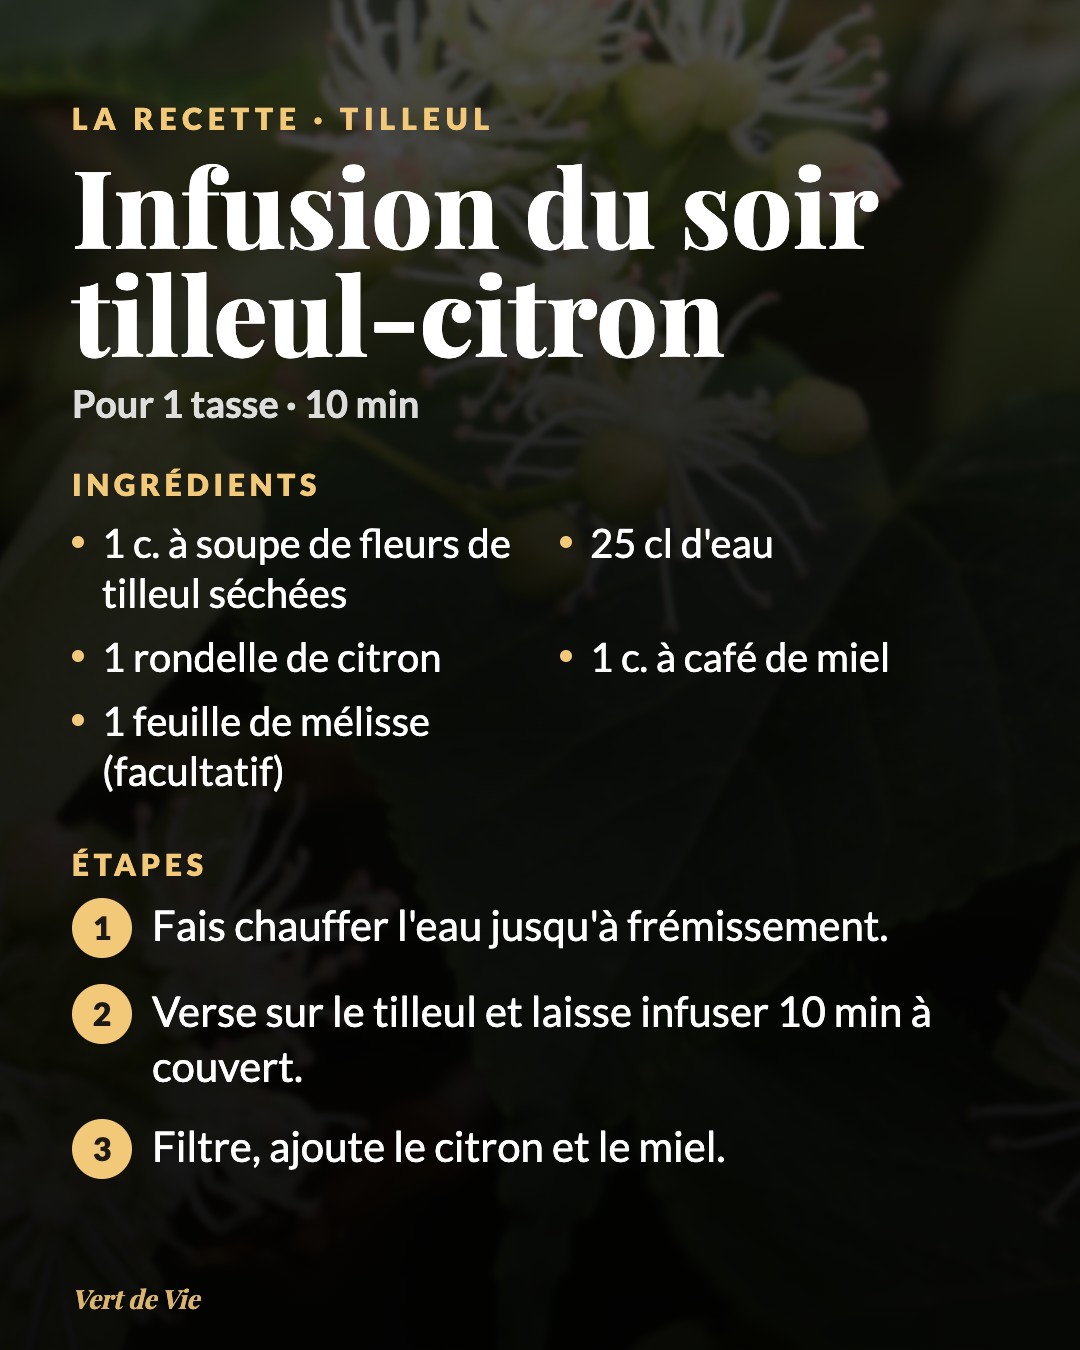 LA RECETTE · TILLEUL
Infusion du soir
tilleul-citron
Pour 1 tasse · 10 min
INGRÉDIENTS
• 1 c. à soupe de fleurs de
tilleul séchées
• 25 cl d'eau
• 1 rondelle de citron
• 1 c. à café de miel
• 1 feuille de mélisse
(facultatif)
ÉTAPES
1 Fais chauffer l'eau jusqu'à frémissement.
2 Verse sur le tilleul et laisse infuser 10 min à
couvert.
3 Filtre, ajoute le citron et le miel.
Vert de Vie